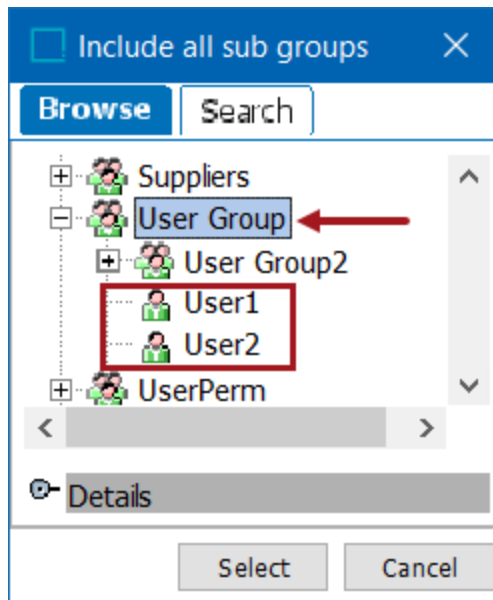 Include all sub groups
Browse
Search
Suppliers
User Group
User Group2
User1
User2
UserPerm
Details
Select
Cancel